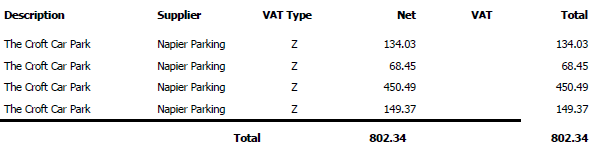 Description Supplier VAT Type Net VAT Total
The Croft Car Park Napier Parking Z 134.03 134.03
The Croft Car Park Napier Parking Z 68.45 68.45
The Croft Car Park Napier Parking Z 450.49 450.49
The Croft Car Park Napier Parking Z 149.37 149.37
Total 802.34 802.34